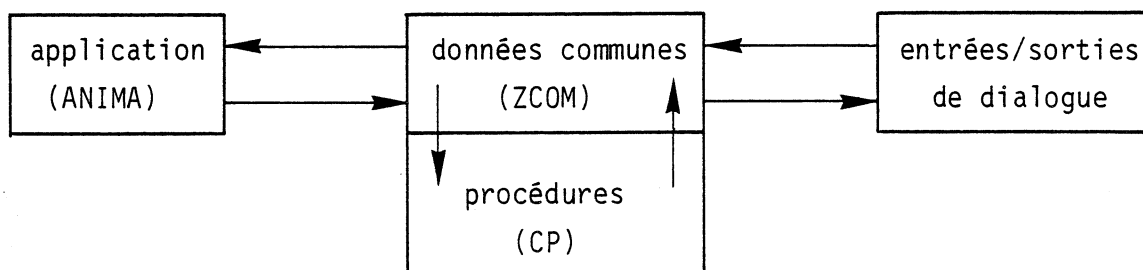 application
(ANIMA)
données communes
(ZCOM)
procédures
(CP)
entrées/sorties
de dialogue